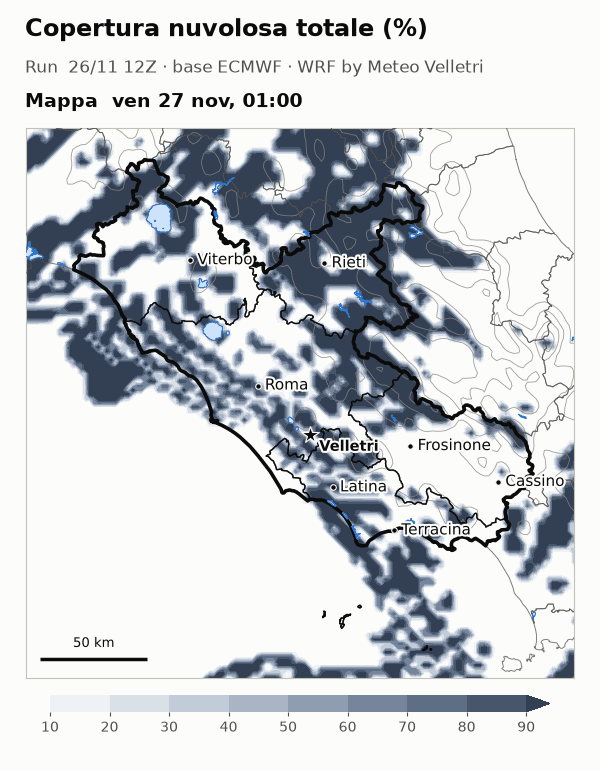 Copertura nuvolosa totale (%)
Run  26/11 12Z · base ECMWF · WRF by Meteo Velletri
Mappa  ven 27 nov, 01:00
Viterbo
Rieti
Roma
Velletri
Frosinone
Cassino
Latina
Terracina
50 km
10 20 30 40 50 60 70 80 90